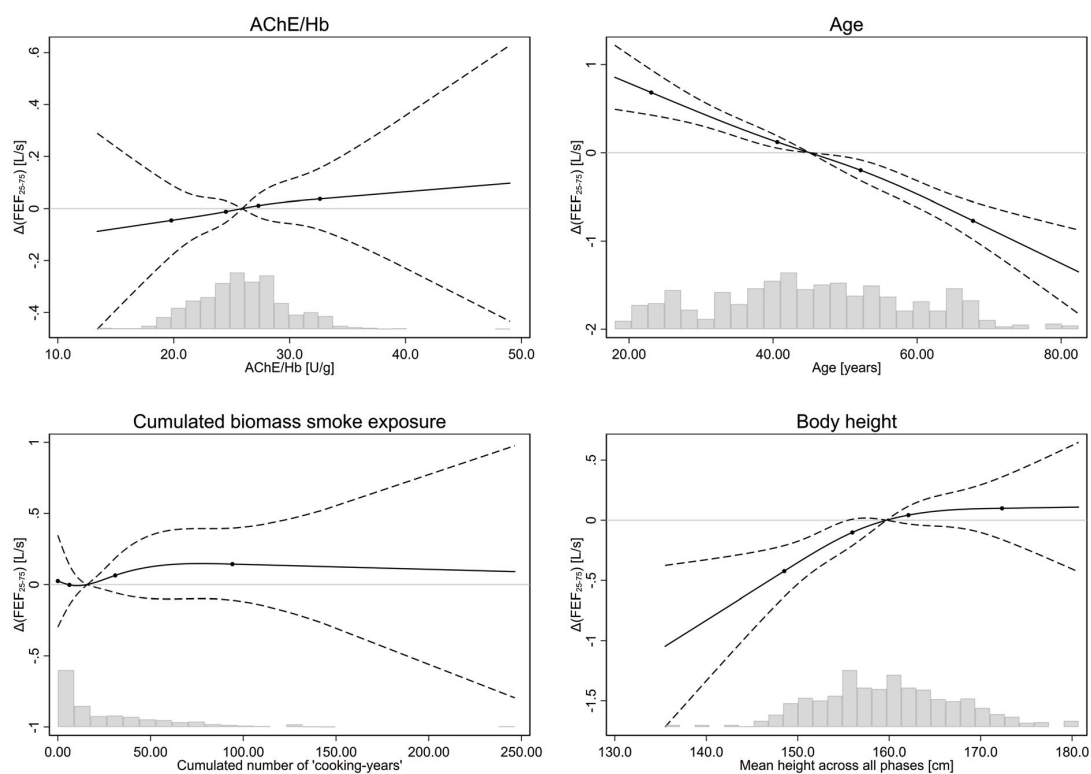 AChE/Hb
Δ(FEF25-75) [L/s]
.6
.4
.2
0
-.2
-.4
10.0 20.0 30.0 40.0 50.0
AChE/Hb [U/g]
Age
Δ(FEF25-75) [L/s]
1
0
-1
-2
20.00 40.00 60.00 80.00
Age [years]
Cumulated biomass smoke exposure
Δ(FEF25-75) [L/s]
1
.5
0
-.5
-1
0.00 50.00 100.00 150.00 200.00 250.00
Cumulated number of 'cooking-years'
Body height
Δ(FEF25-75) [L/s]
.5
0
-.5
-1
-1.5
130.0 140.0 150.0 160.0 170.0 180.0
Mean height across all phases [cm]